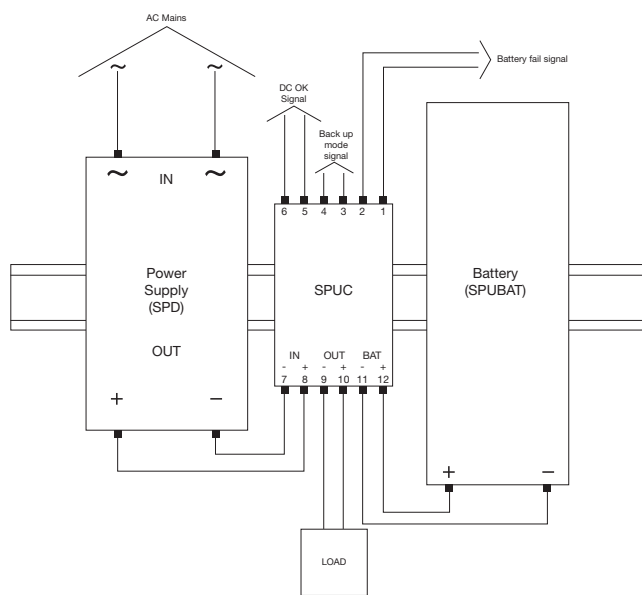 AC Mains
~ ~
DC OK
Signal
Back up
mode
signal
Battery fail signal
~ IN ~
6 5 4 3 2 1
Power
Supply
(SPD)
SPUC
Battery
(SPUBAT)
OUT
IN OUT BAT
- + - + - +
7 8 9 10 11 12
+ −
+ −
LOAD